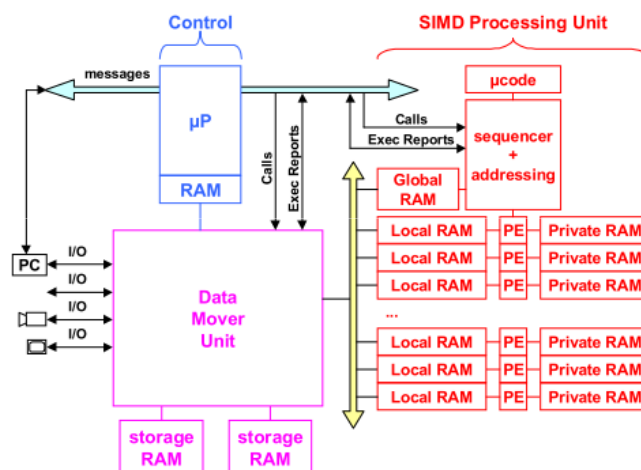 Control
SIMD Processing Unit
messages
µP
RAM
Calls
Exec Reports
Calls
Exec Reports
µcode
sequencer
+
addressing
Global
RAM
Local RAM PE Private RAM
Local RAM PE Private RAM
Local RAM PE Private RAM
...
Local RAM PE Private RAM
Local RAM PE Private RAM
Local RAM PE Private RAM
PC
I/O
I/O
I/O
I/O
Data
Mover
Unit
storage
RAM
storage
RAM